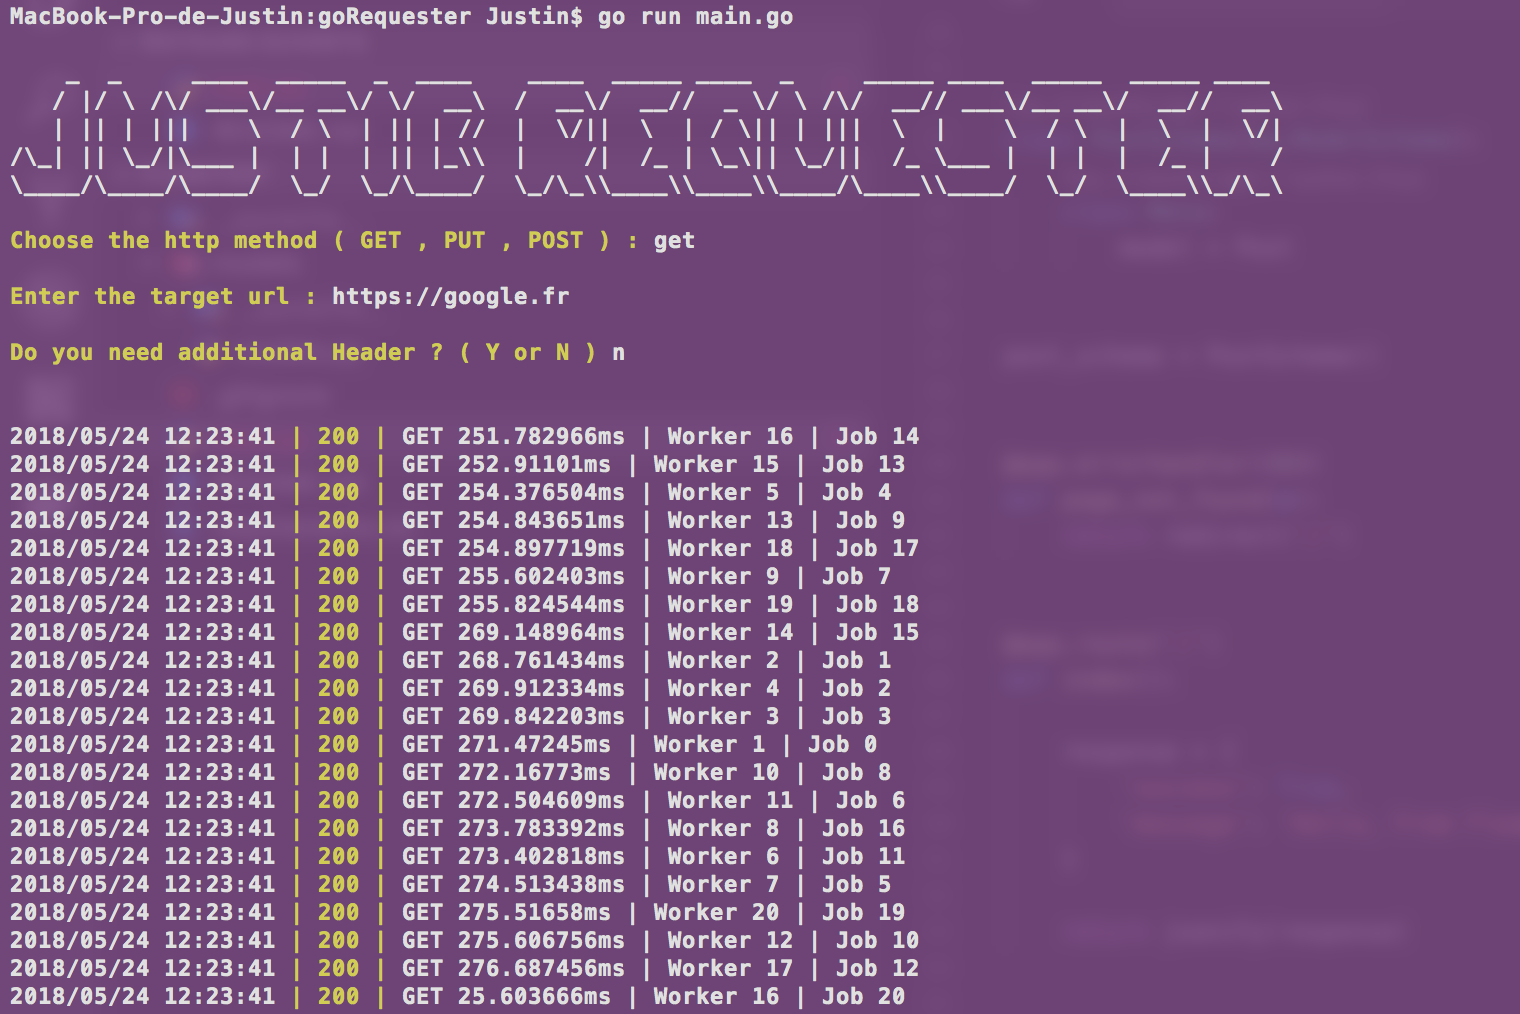 MacBook-Pro-de-Justin:goRequester Justin$ go run main.go
JUSTIN REQUESTER
Choose the http method ( GET , PUT , POST ) : get
Enter the target url : https://google.fr
Do you need additional Header ? ( Y or N ) n
2018/05/24 12:23:41 | 200 | GET 251.782966ms | Worker 16 | Job 14
2018/05/24 12:23:41 | 200 | GET 252.91101ms | Worker 15 | Job 13
2018/05/24 12:23:41 | 200 | GET 254.376504ms | Worker 5 | Job 4
2018/05/24 12:23:41 | 200 | GET 254.843651ms | Worker 13 | Job 9
2018/05/24 12:23:41 | 200 | GET 254.897719ms | Worker 18 | Job 17
2018/05/24 12:23:41 | 200 | GET 255.602403ms | Worker 9 | Job 7
2018/05/24 12:23:41 | 200 | GET 255.824544ms | Worker 19 | Job 18
2018/05/24 12:23:41 | 200 | GET 269.148964ms | Worker 14 | Job 15
2018/05/24 12:23:41 | 200 | GET 268.761434ms | Worker 2 | Job 1
2018/05/24 12:23:41 | 200 | GET 269.912334ms | Worker 4 | Job 2
2018/05/24 12:23:41 | 200 | GET 269.842203ms | Worker 3 | Job 3
2018/05/24 12:23:41 | 200 | GET 271.47245ms | Worker 1 | Job 0
2018/05/24 12:23:41 | 200 | GET 272.16773ms | Worker 10 | Job 8
2018/05/24 12:23:41 | 200 | GET 272.504609ms | Worker 11 | Job 6
2018/05/24 12:23:41 | 200 | GET 273.783392ms | Worker 8 | Job 16
2018/05/24 12:23:41 | 200 | GET 273.402818ms | Worker 6 | Job 11
2018/05/24 12:23:41 | 200 | GET 274.513438ms | Worker 7 | Job 5
2018/05/24 12:23:41 | 200 | GET 275.51658ms | Worker 20 | Job 19
2018/05/24 12:23:41 | 200 | GET 275.606756ms | Worker 12 | Job 10
2018/05/24 12:23:41 | 200 | GET 276.687456ms | Worker 17 | Job 12
2018/05/24 12:23:41 | 200 | GET 25.603666ms | Worker 16 | Job 20